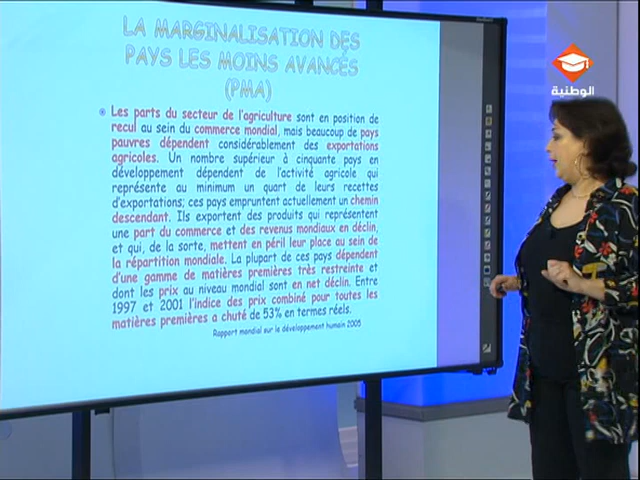 LA MARGINALISATION DES
PAYS LES MOINS AVANCÉS
(PMA)
Les parts du secteur de l'agriculture sont en position de
recul au sein du commerce mondial, mais beaucoup de pays
pauvres dépendent considérablement des exportations
agricoles. Un nombre supérieur à cinquante pays en
développement dépendent de l'activité agricole qui
représente au minimum un quart de leurs recettes
d'exportations; ces pays empruntent actuellement un chemin
descendant. Ils exportent des produits qui représentent
une part du commerce et des revenus mondiaux en déclin,
et qui, de la sorte, mettent en péril leur place au sein de
la répartition mondiale. La plupart de ces pays dépendent
d'une gamme de matières premières très restreinte et
dont les prix au niveau mondial sont en net déclin. Entre
1997 et 2001 l'indice des prix combiné pour toutes les
matières premières a chuté de 53% en termes réels.
Rapport mondial sur le développement humain 2005
الوطنية